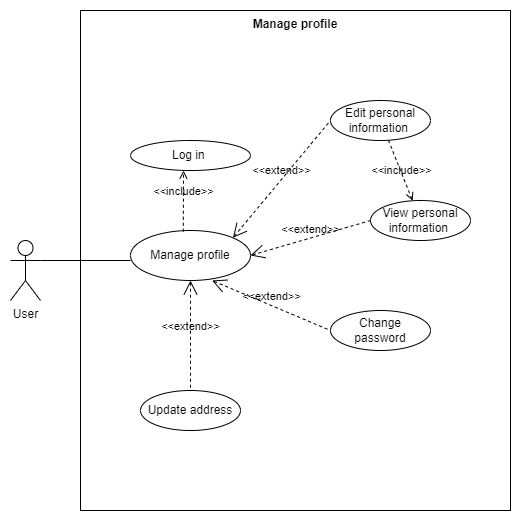 Manage profile
Edit personal
information
Log in
<<extend>>
<<include>>
<<include>>
View personal
information
<<extend>>
Manage profile
<<extend>>
User
Change
password
<<extend>>
Update address